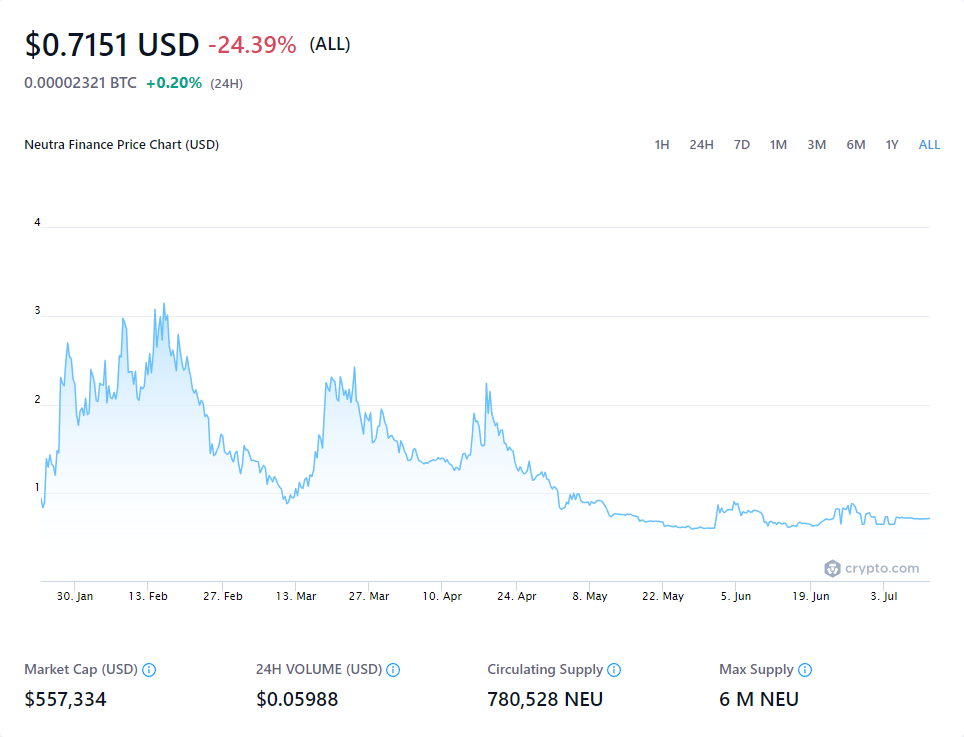 $0.7151 USD -24.39% (ALL)
0.00002321 BTC +0.20% (24H)
Neutra Finance Price Chart (USD) 1H 24H 7D 1M 3M 6M 1Y ALL
4
3
2
1
crypto.com
30. Jan 13. Feb 27. Feb 13. Mar 27. Mar 10. Apr 24. Apr 8. May 22. May 5. Jun 19. Jun 3. Jul
Market Cap (USD) 24H VOLUME (USD) Circulating Supply Max Supply
$557,334 $0.05988 780,528 NEU 6 M NEU